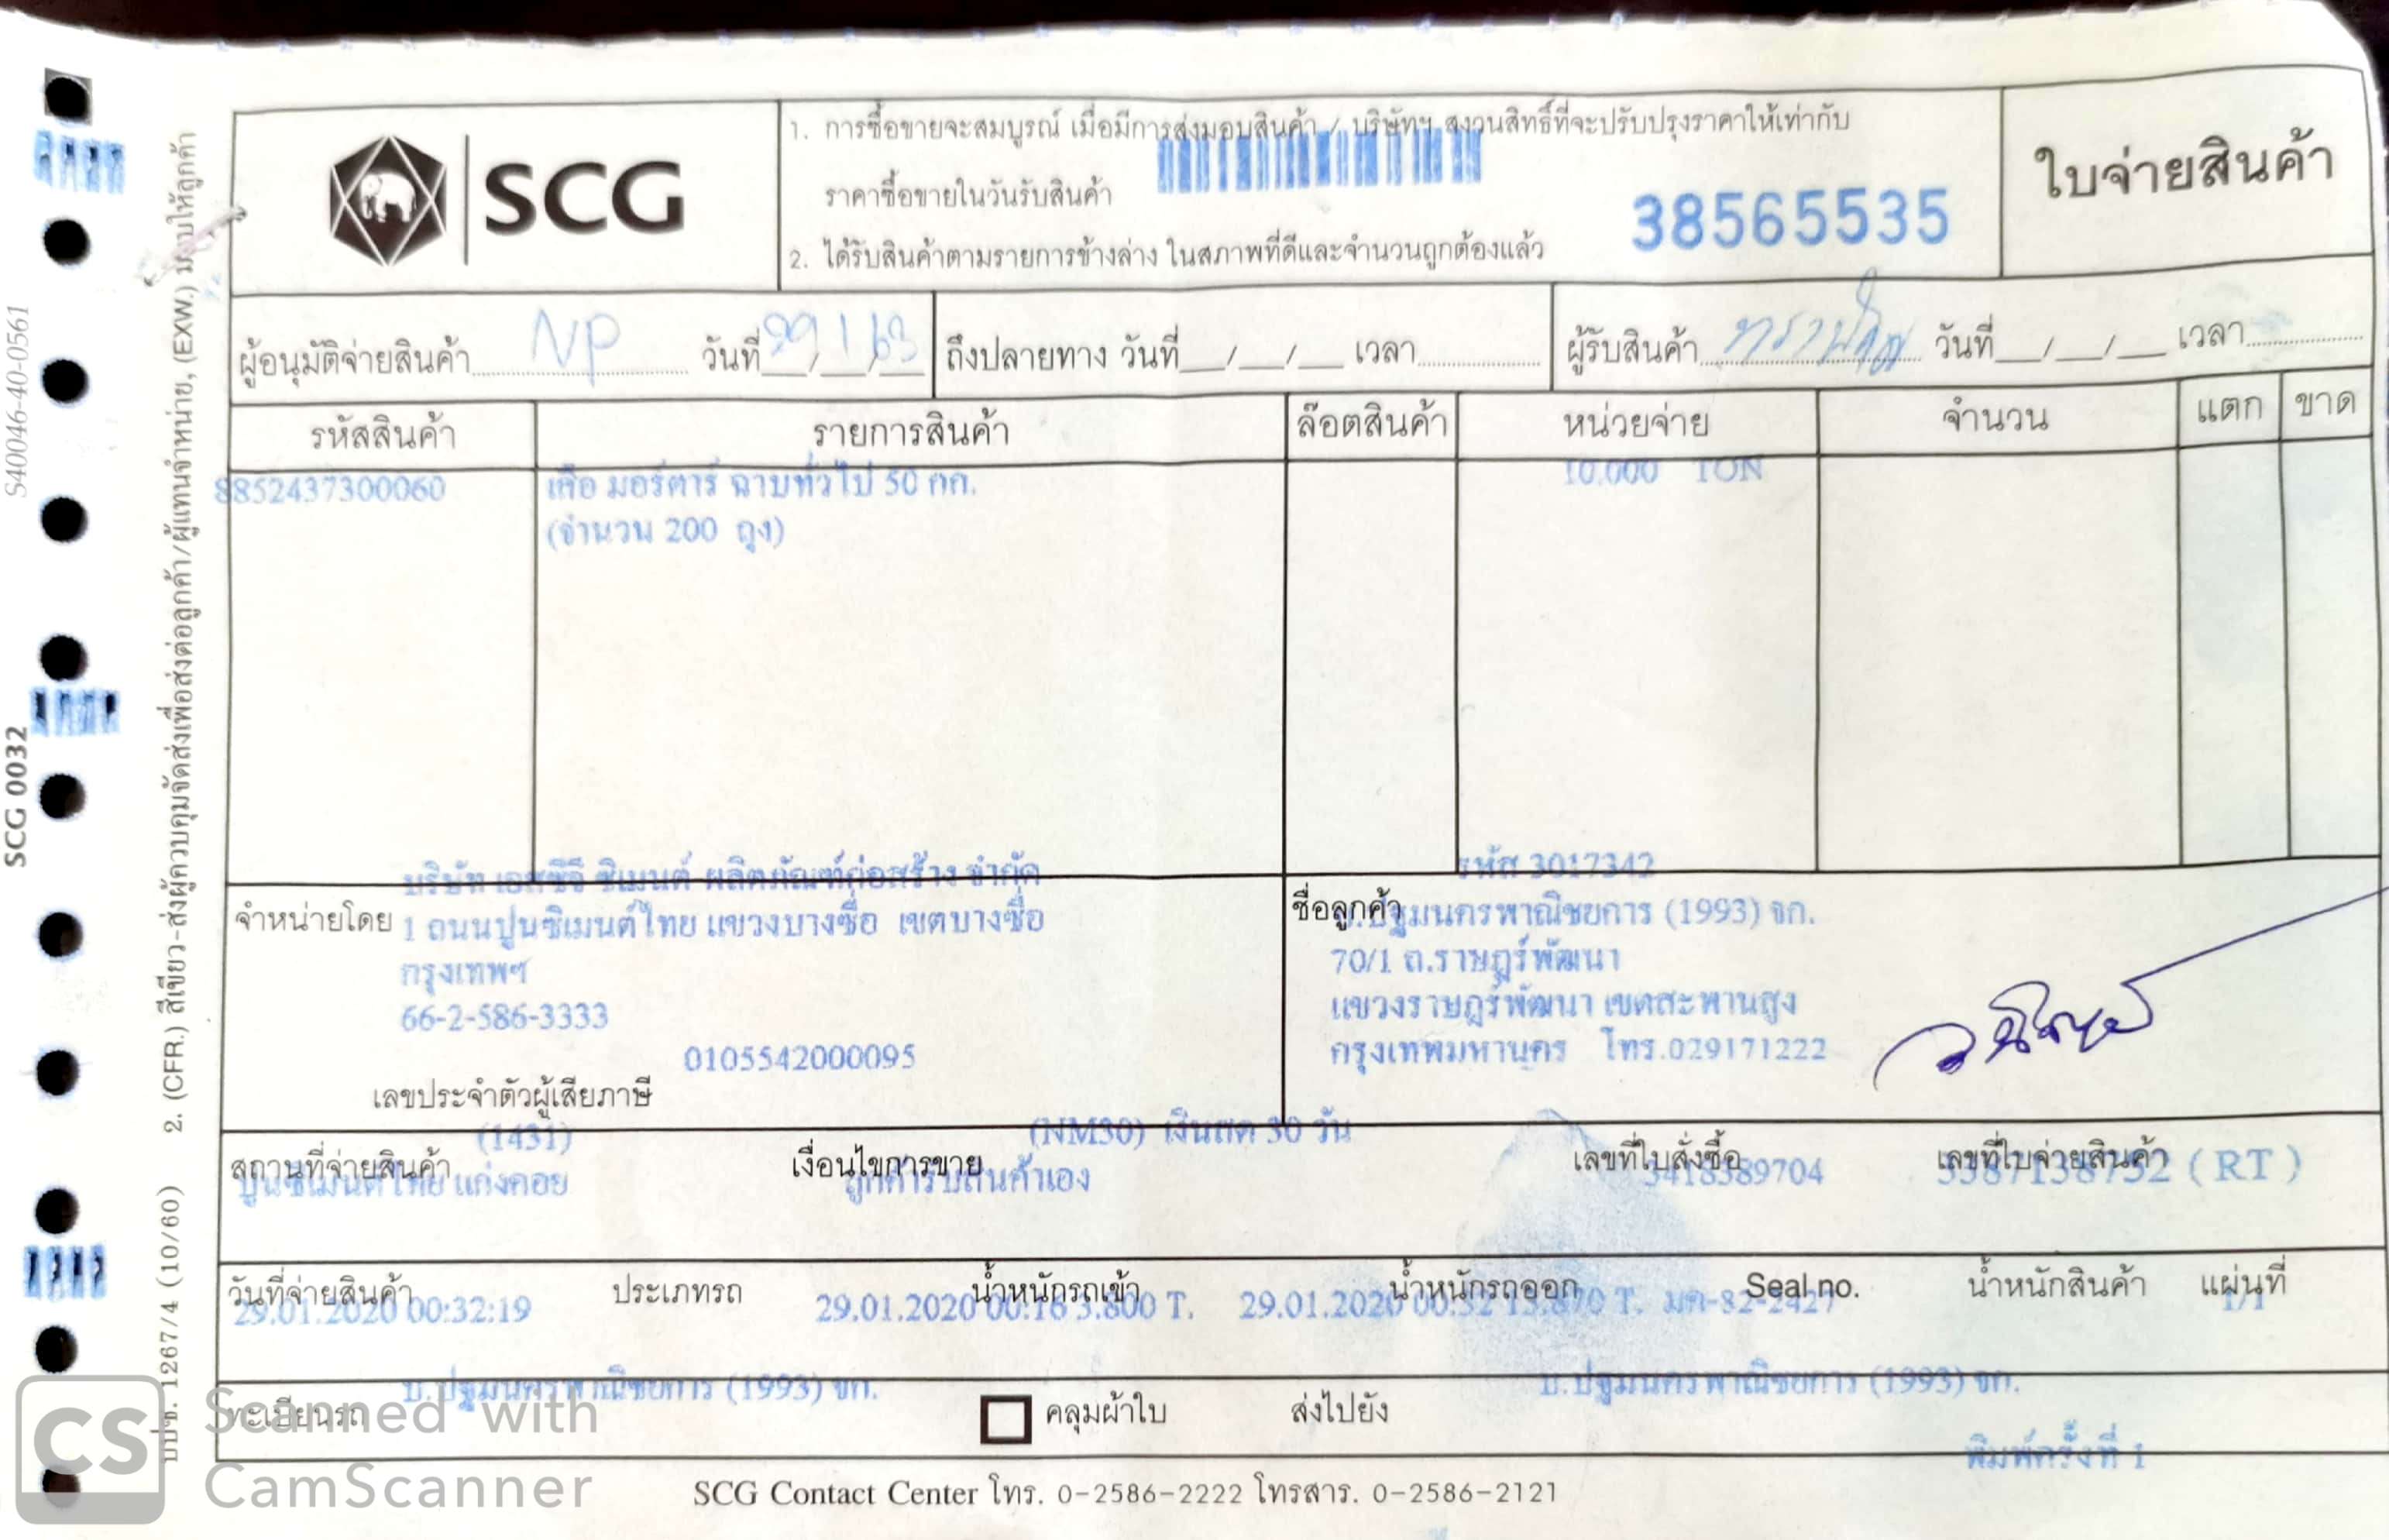 SCG
1. การซื้อขายจะสมบูรณ์ เมื่อมีการส่งมอบสินค้า / บริษัทฯ สงวนสิทธิ์ที่จะปรับปรุงราคาให้เท่ากับ
ราคาซื้อขายในวันรับสินค้า
2. ได้รับสินค้าตามรายการข้างล่าง ในสภาพที่ดีและจำนวนถูกต้องแล้ว
38565535
ใบจ่ายสินค้า
ผู้อนุมัติจ่ายสินค้า NP วันที่ 29/1/63 ถึงปลายทาง วันที่ __/__/__ เวลา ผู้รับสินค้า วันที่ __/__/__ เวลา
รหัสสินค้า รายการสินค้า ล๊อตสินค้า หน่วยจ่าย จำนวน แตก ขาด
8852437300060 เสือ มอร์ตาร์ ฉาบทั่วไป 50 กก. 10.000 TON
(จำนวน 200 ถุง)
จำหน่ายโดย
บริษัท เอสซีจี ซิเมนต์ ผลิตภัณฑ์ก่อสร้าง จำกัด
1 ถนนปูนซิเมนต์ไทย แขวงบางซื่อ เขตบางซื่อ
กรุงเทพฯ
66-2-586-3333
0105542000095
เลขประจำตัวผู้เสียภาษี
รหัส 3017342
ชื่อลูกค้า
บ.ปฐมนครพาณิชยการ (1993) จก.
70/1 ถ.ราษฎร์พัฒนา
แขวงราษฎร์พัฒนา เขตสะพานสูง
กรุงเทพมหานคร โทร.029171222
(1431) (NM30) เงินสด 30 วัน
สถานที่จ่ายสินค้า เงื่อนไขการขาย เลขที่ใบสั่งซื้อ เลขที่ใบจ่ายสินค้า
ปูนซิเมนต์ไทย แก่งคอย ลูกค้ารับสินค้าเอง 3418389704 3387138752 (RT)
วันที่จ่ายสินค้า ประเภทรถ น้ำหนักรถเข้า น้ำหนักรถออก Seal no. น้ำหนักสินค้า แผ่นที่
29.01.2020 00:32:19 29.01.2020 00:16 3.800 T. 29.01.2020 00:32 13.870 T. 1/1
บ.ปฐมนครพาณิชยการ (1993) จก. บ.ปฐมนครพาณิชยการ (1993) จก.
ทะเบียนรถ คลุมผ้าใบ ส่งไปยัง
พิมพ์ครั้งที่ 1
SCG Contact Center โทร. 0-2586-2222 โทรสาร. 0-2586-2121
S40046-40-0561
SCG 0032
2. (CFR.) สีเขียว-ส่งผู้ควบคุมจัดส่งเพื่อส่งต่อลูกค้า/ผู้แทนจำหน่าย, (EXW.) มอบให้ลูกค้า
ปปช. 1267/4 (10/60)
CS Scanned with
CamScanner